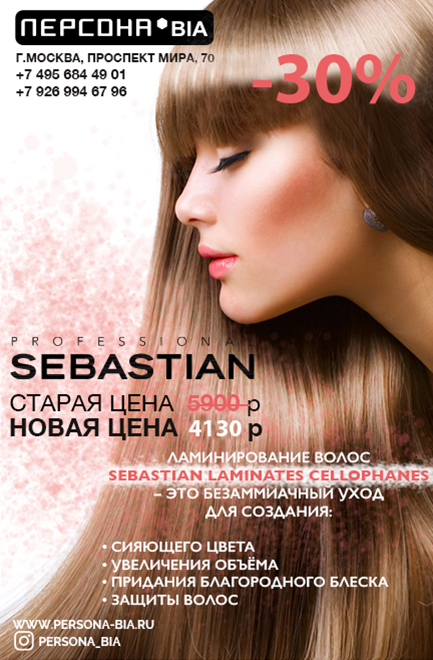 ПЕРСОНА BIA
Г.МОСКВА, ПРОСПЕКТ МИРА, 70
+7 495 684 49 01
+7 926 994 67 96
-30%
PROFESSIONA
SEBASTIAN
СТАРАЯ ЦЕНА 5900 р
НОВАЯ ЦЕНА 4130 р
ЛАМИНИРОВАНИЕ ВОЛОС
SEBASTIAN LAMINATES CELLOPHANES
– ЭТО БЕЗАММИАЧНЫЙ УХОД
ДЛЯ СОЗДАНИЯ:
• СИЯЮЩЕГО ЦВЕТА
• УВЕЛИЧЕНИЯ ОБЪЁМА
• ПРИДАНИЯ БЛАГОРОДНОГО БЛЕСКА
• ЗАЩИТЫ ВОЛОС
WWW.PERSONA-BIA.RU
PERSONA_BIA